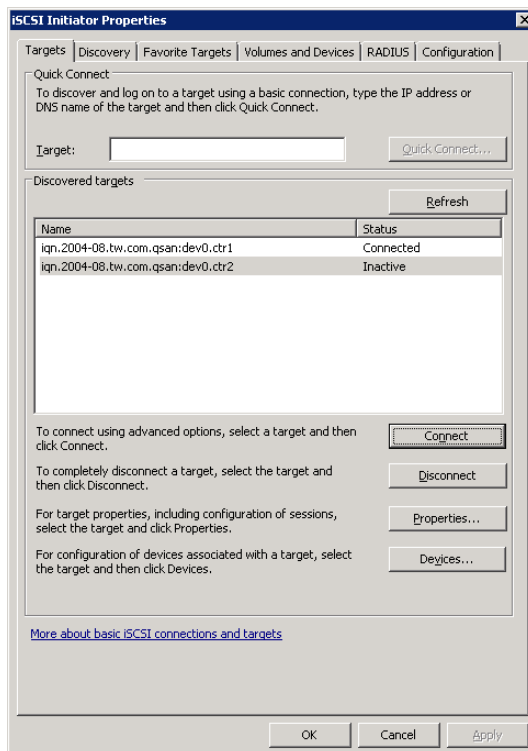 iSCSI Initiator Properties
Targets Discovery Favorite Targets Volumes and Devices RADIUS Configuration
Quick Connect
To discover and log on to a target using a basic connection, type the IP address or
DNS name of the target and then click Quick Connect.
Target:
Quick Connect...
Discovered targets
Refresh
Name Status
iqn.2004-08.tw.com.qsan:dev0.ctr1 Connected
iqn.2004-08.tw.com.qsan:dev0.ctr2 Inactive
To connect using advanced options, select a target and then
click Connect.
Connect
To completely disconnect a target, select the target and
then click Disconnect.
Disconnect
For target properties, including configuration of sessions,
select the target and click Properties.
Properties...
For configuration of devices associated with a target, select
the target and then click Devices.
Devices...
More about basic iSCSI connections and targets
OK Cancel Apply